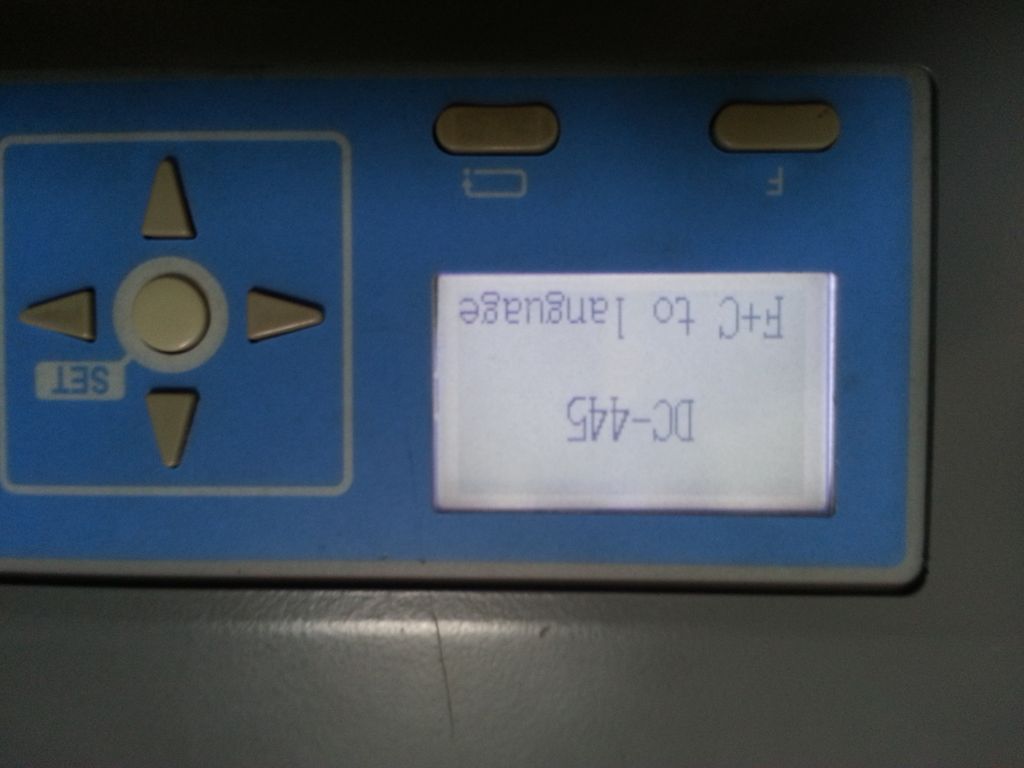 DC-445
F+C to language
SET
F